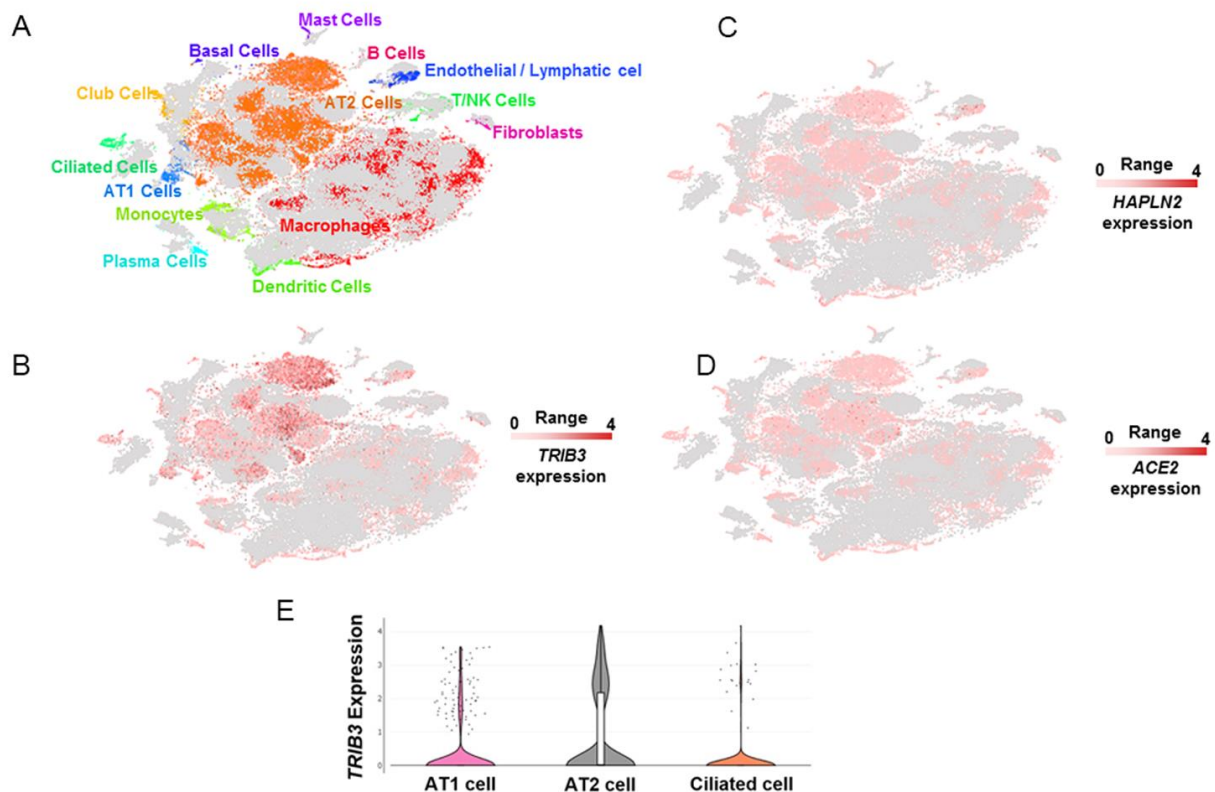 A
Mast Cells
Basal Cells
B Cells
Endothelial / Lymphatic cel
Club Cells
AT2 Cells
T/NK Cells
Fibroblasts
Ciliated Cells
AT1 Cells
Monocytes
Macrophages
Plasma Cells
Dendritic Cells
C
0 Range 4
HAPLN2
expression
B
0 Range 4
TRIB3
expression
D
0 Range 4
ACE2
expression
E
TRIB3 Expression
4
3
2
1
0
AT1 cell
AT2 cell
Ciliated cell